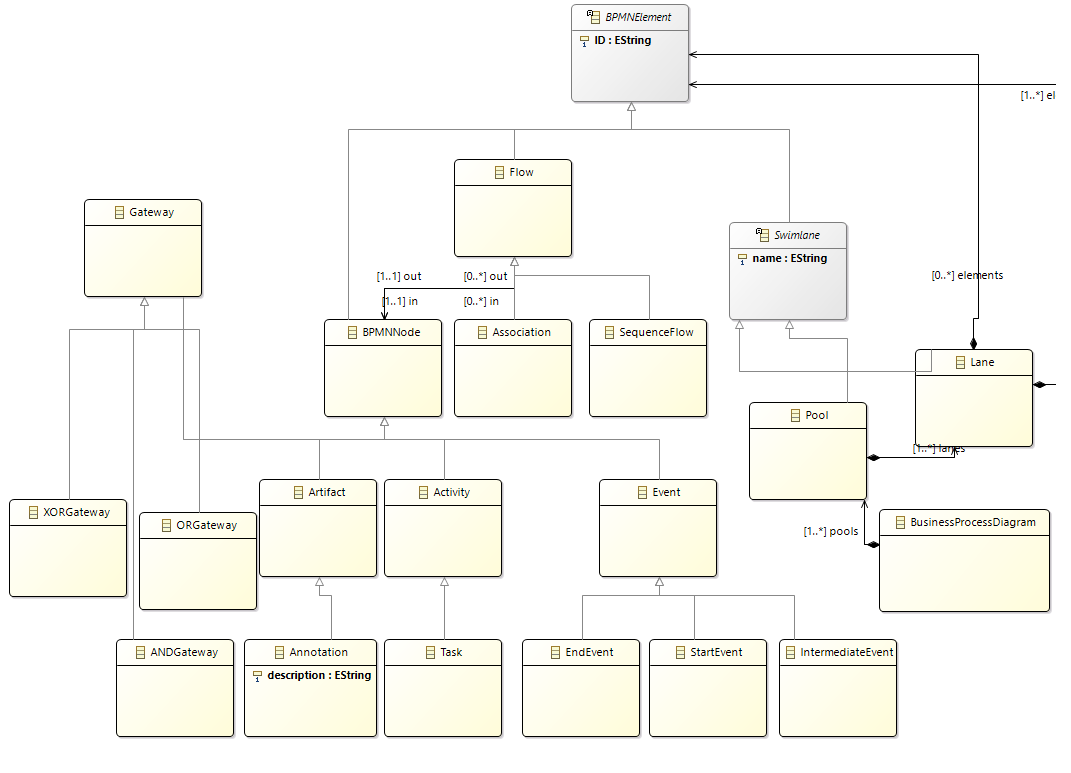 BPMNElement
ID : EString
[1..*] el
Flow
Gateway
Swimlane
name : EString
[1..1] out
[0..*] out
[0..*] elements
[1..1] in
[0..*] in
BPMNNode
Association
SequenceFlow
Lane
Pool
[1..*] lanes
XORGateway
ORGateway
Artifact
Activity
Event
BusinessProcessDiagram
[1..*] pools
ANDGateway
Annotation
description : EString
Task
EndEvent
StartEvent
IntermediateEvent